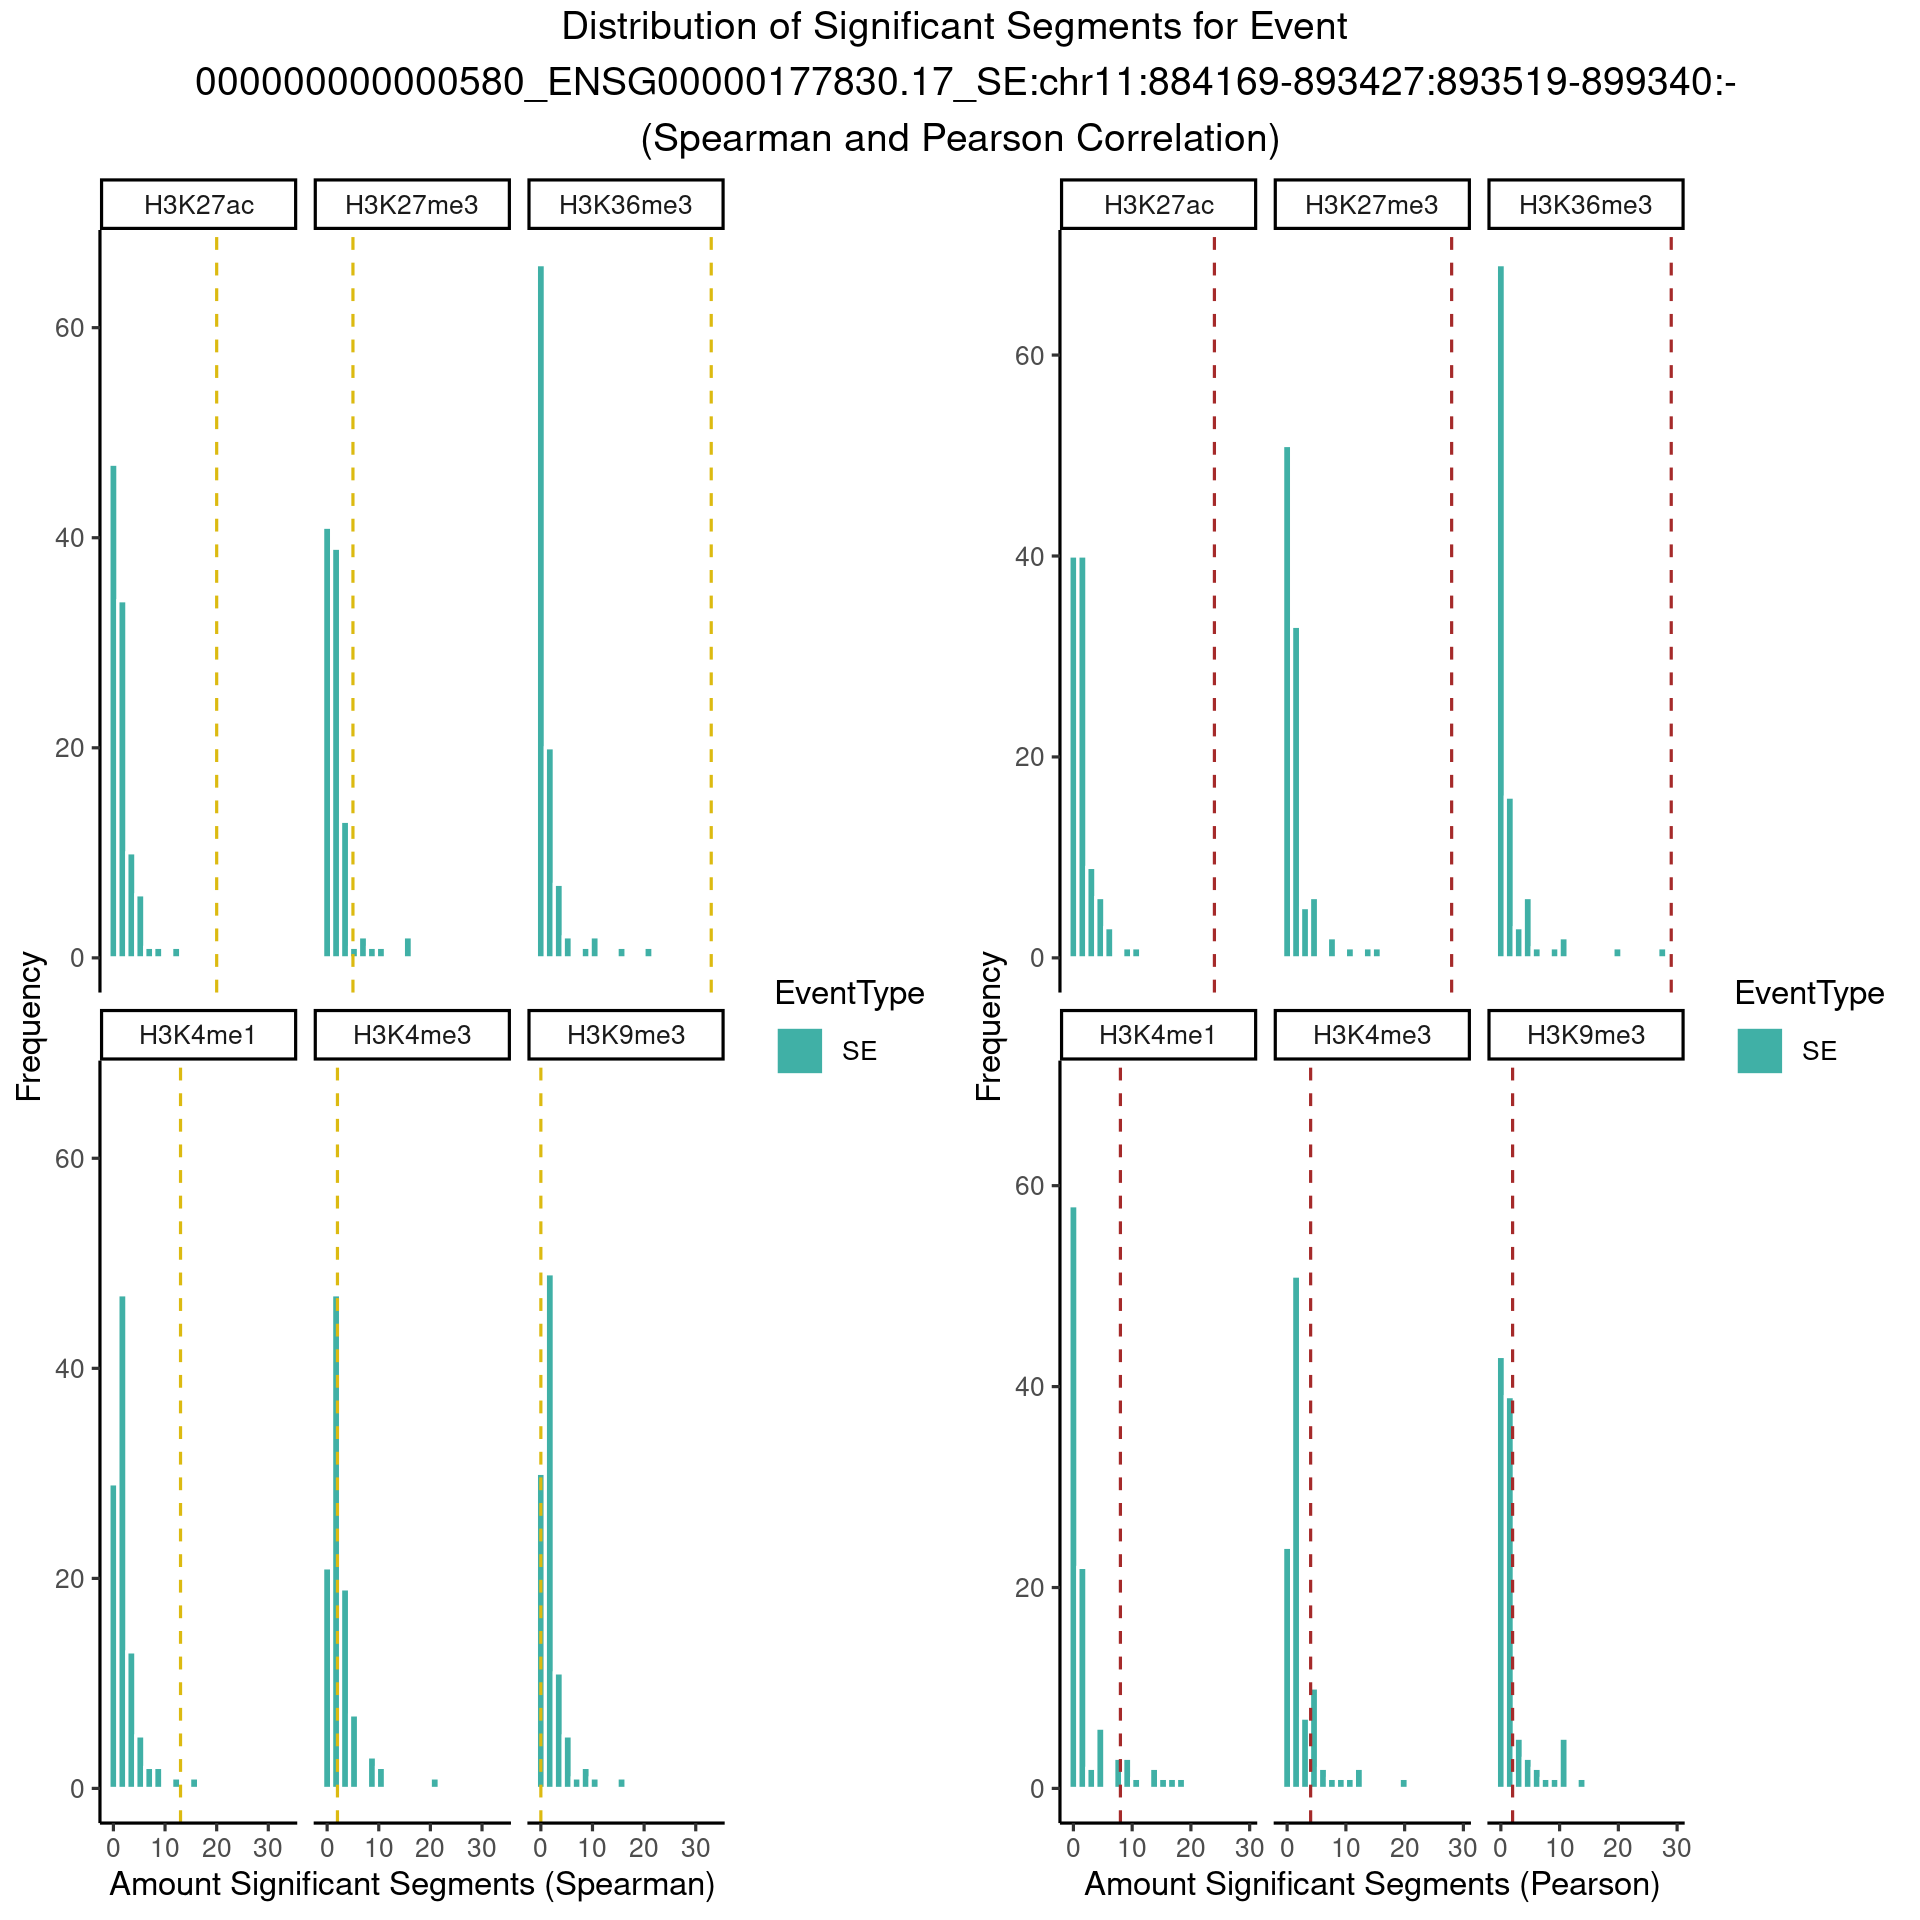 Distribution of Significant Segments for Event
000000000000580_ENSG00000177830.17_SE:chr11:884169-893427:893519-899340:-
(Spearman and Pearson Correlation)
H3K27ac H3K27me3 H3K36me3
60
40
20
0
H3K4me1 H3K4me3 H3K9me3
60
40
20
0
0 10 20 30 0 10 20 30 0 10 20 30
Frequency
Amount Significant Segments (Spearman)
EventType
SE
H3K27ac H3K27me3 H3K36me3
60
40
20
0
H3K4me1 H3K4me3 H3K9me3
60
40
20
0
0 10 20 30 0 10 20 30 0 10 20 30
Frequency
Amount Significant Segments (Pearson)
EventType
SE